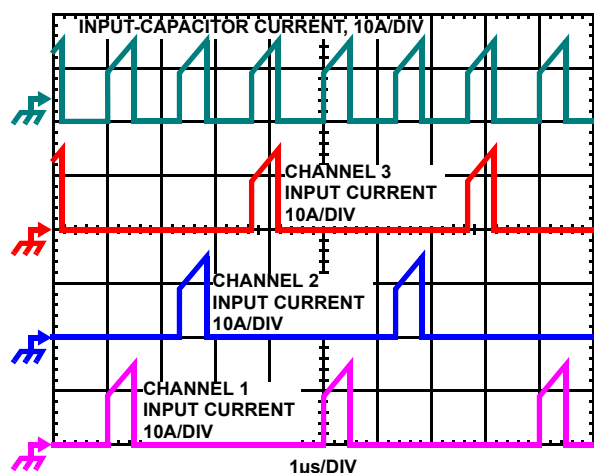 INPUT-CAPACITOR CURRENT, 10A/DIV
CHANNEL 3
INPUT CURRENT
10A/DIV
CHANNEL 2
INPUT CURRENT
10A/DIV
CHANNEL 1
INPUT CURRENT
10A/DIV
1μs/DIV